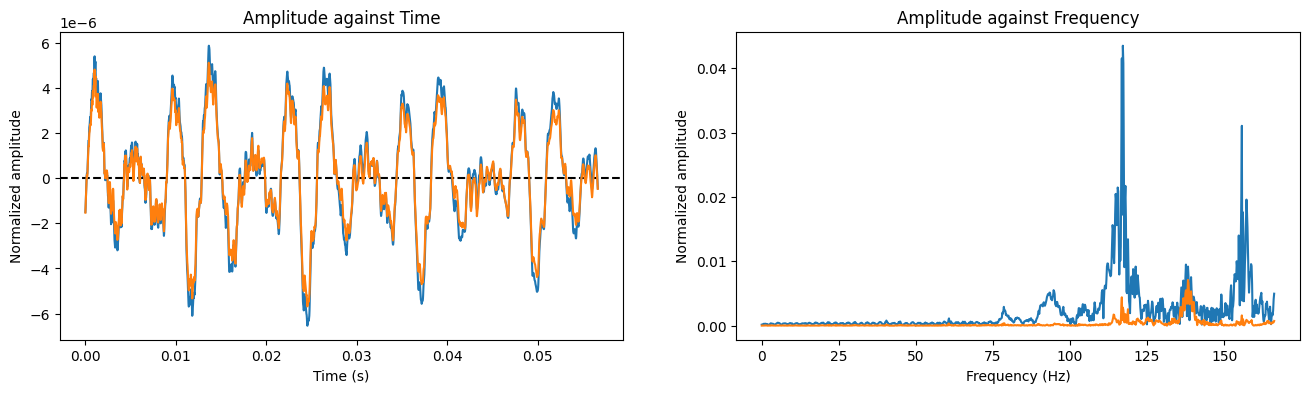 Amplitude against Time
1e−6
6
4
2
0
−2
−4
−6
Normalized amplitude
0.00 0.01 0.02 0.03 0.04 0.05
Time (s)
Amplitude against Frequency
0.04
0.03
0.02
0.01
0.00
Normalized amplitude
0 25 50 75 100 125 150
Frequency (Hz)